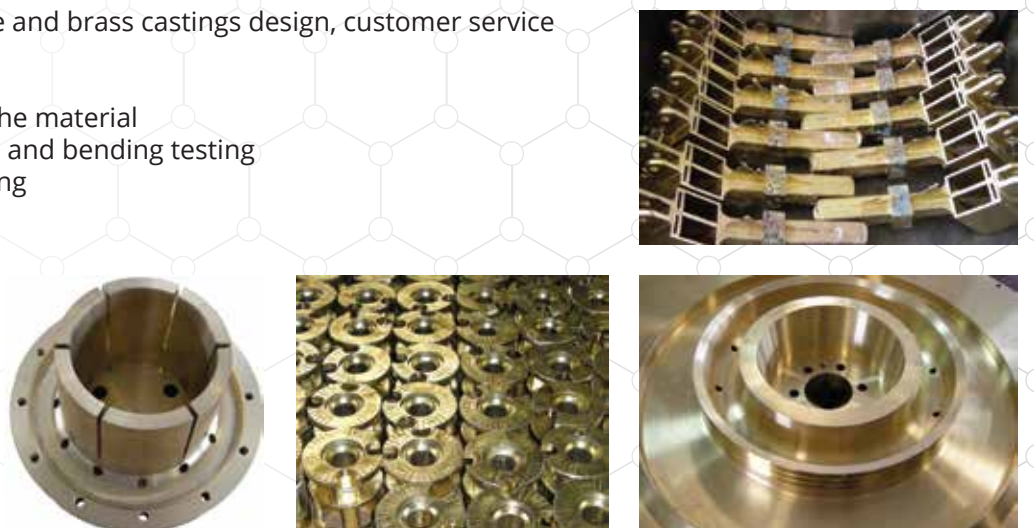 e and brass castings design, customer service
he material
and bending testing
ng